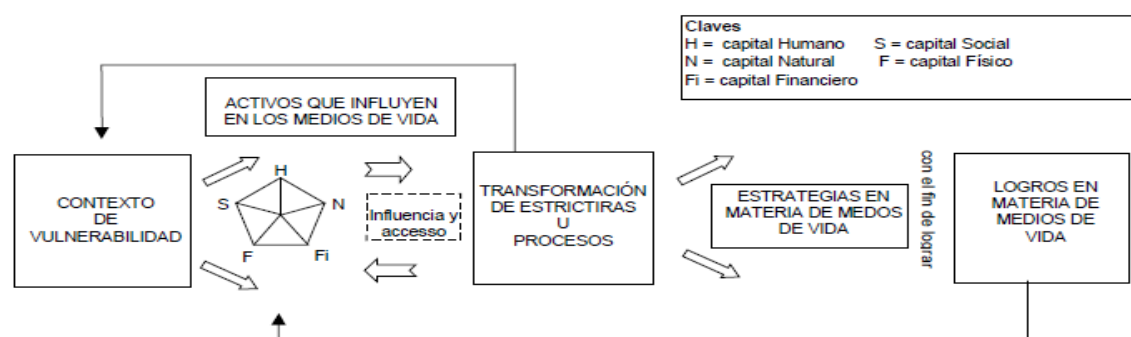 Claves
H = capital Humano S = capital Social
N = capital Natural F = capital Físico
Fi = capital Financiero
ACTIVOS QUE INFLUYEN
EN LOS MEDIOS DE VIDA
CONTEXTO
DE
VULNERABILIDAD
H
S
N
F
Fi
Influencia y
accesso
TRANSFORMACIÓN
DE ESTRICTIRAS
U
PROCESOS
ESTRATEGIAS EN
MATERIA DE MEDOS
DE VIDA
con el fin de lograr
LOGROS EN
MATERIA DE
MEDIOS DE
VIDA